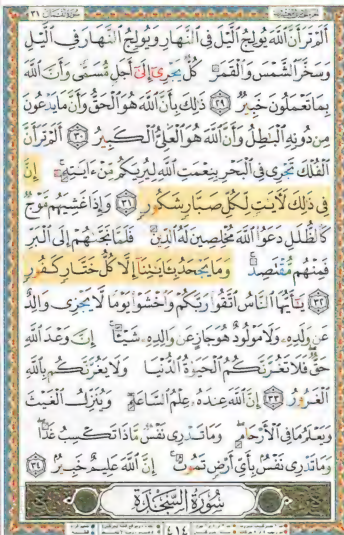 سورة لقمان ٣١
أَلَمْ تَرَ أَنَّ ٱللَّهَ يُولِجُ ٱلَّيْلَ فِى ٱلنَّهَارِ وَيُولِجُ ٱلنَّهَارَ فِى ٱلَّيْلِ
وَسَخَّرَ ٱلشَّمْسَ وَٱلْقَمَرَ كُلٌّ يَجْرِىٓ إِلَىٰٓ أَجَلٍ مُّسَمًّى وَأَنَّ ٱللَّهَ
بِمَا تَعْمَلُونَ خَبِيرٌ ٢٩ ذَٰلِكَ بِأَنَّ ٱللَّهَ هُوَ ٱلْحَقُّ وَأَنَّ مَا يَدْعُونَ
مِن دُونِهِ ٱلْبَٰطِلُ وَأَنَّ ٱللَّهَ هُوَ ٱلْعَلِىُّ ٱلْكَبِيرُ ٣٠ أَلَمْ تَرَ أَنَّ
ٱلْفُلْكَ تَجْرِى فِى ٱلْبَحْرِ بِنِعْمَتِ ٱللَّهِ لِيُرِيَكُم مِّنْ ءَايَٰتِهِۦٓ إِنَّ
فِى ذَٰلِكَ لَـَٔايَٰتٍ لِّكُلِّ صَبَّارٍ شَكُورٍ ٣١ وَإِذَا غَشِيَهُم مَّوْجٌ
كَٱلظُّلَلِ دَعَوُا۟ ٱللَّهَ مُخْلِصِينَ لَهُ ٱلدِّينَ فَلَمَّا نَجَّىٰهُمْ إِلَى ٱلْبَرِّ
فَمِنْهُم مُّقْتَصِدٌ وَمَا يَجْحَدُ بِـَٔايَٰتِنَآ إِلَّا كُلُّ خَتَّارٍ كَفُورٍ
٣٢ يَٰٓأَيُّهَا ٱلنَّاسُ ٱتَّقُوا۟ رَبَّكُمْ وَٱخْشَوْا۟ يَوْمًا لَّا يَجْزِى وَالِدٌ
عَن وَلَدِهِۦ وَلَا مَوْلُودٌ هُوَ جَازٍ عَن وَالِدِهِۦ شَيْـًٔا إِنَّ وَعْدَ ٱللَّهِ
حَقٌّ فَلَا تَغُرَّنَّكُمُ ٱلْحَيَوٰةُ ٱلدُّنْيَا وَلَا يَغُرَّنَّكُم بِٱللَّهِ
ٱلْغَرُورُ ٣٣ إِنَّ ٱللَّهَ عِندَهُۥ عِلْمُ ٱلسَّاعَةِ وَيُنَزِّلُ ٱلْغَيْثَ
وَيَعْلَمُ مَا فِى ٱلْأَرْحَامِ وَمَا تَدْرِى نَفْسٌ مَّاذَا تَكْسِبُ غَدًا
وَمَا تَدْرِى نَفْسٌۢ بِأَىِّ أَرْضٍ تَمُوتُ إِنَّ ٱللَّهَ عَلِيمٌ خَبِيرٌۢ ٣٤
سُورَةُ السَّجْدَةِ
٤١٤